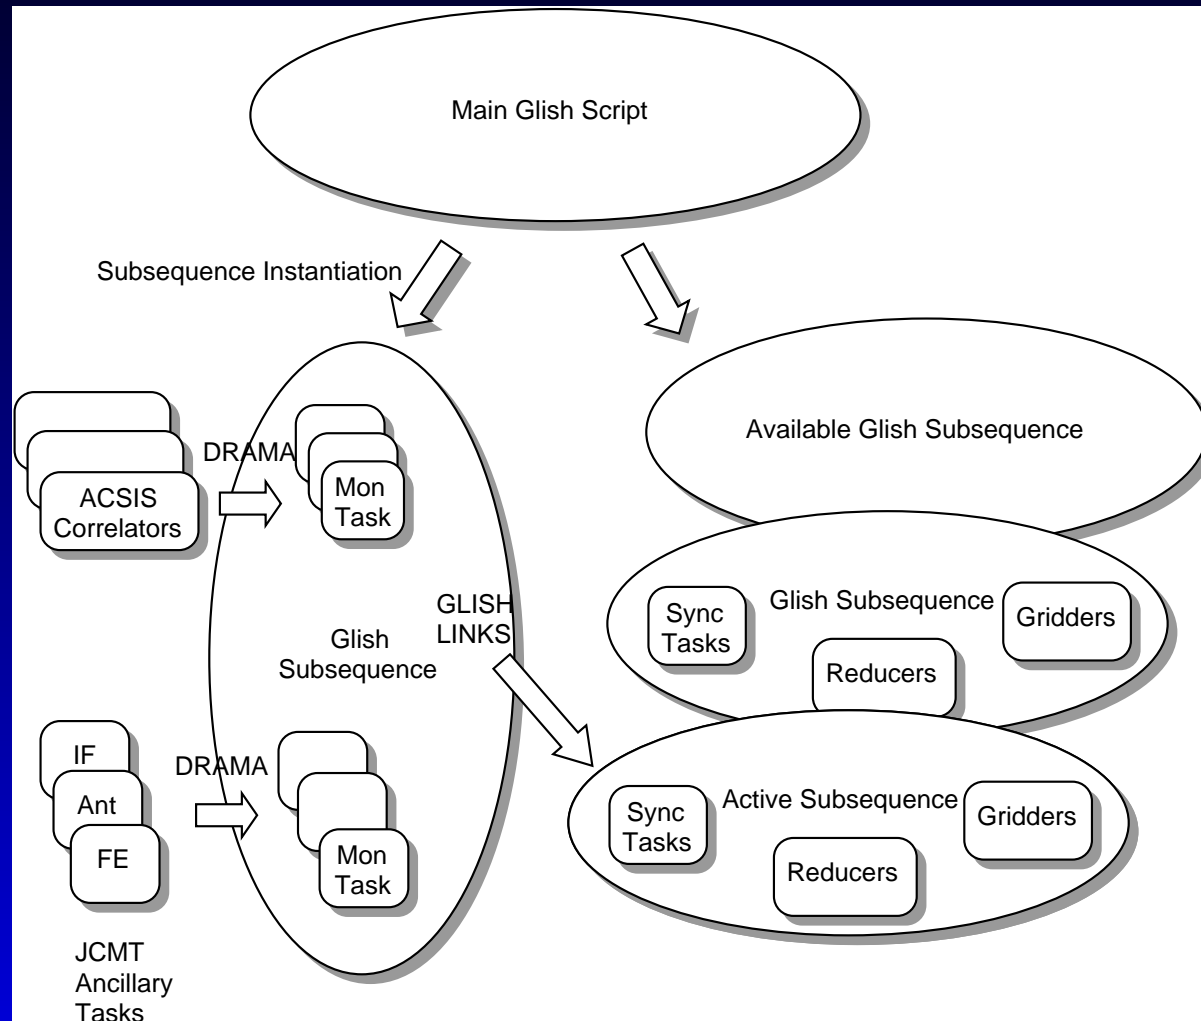 Main Glish Script
Subsequence Instantiation
Available Glish Subsequence
DRAMA
ACSIS
Correlators
Mon
Task
GLISH
LINKS
Glish
Subsequence
Glish Subsequence
Sync
Tasks
Reducers
Gridders
IF
Ant
FE
DRAMA
Mon
Task
Active Subsequence
Sync
Tasks
Reducers
Gridders
JCMT
Ancillary
Tasks